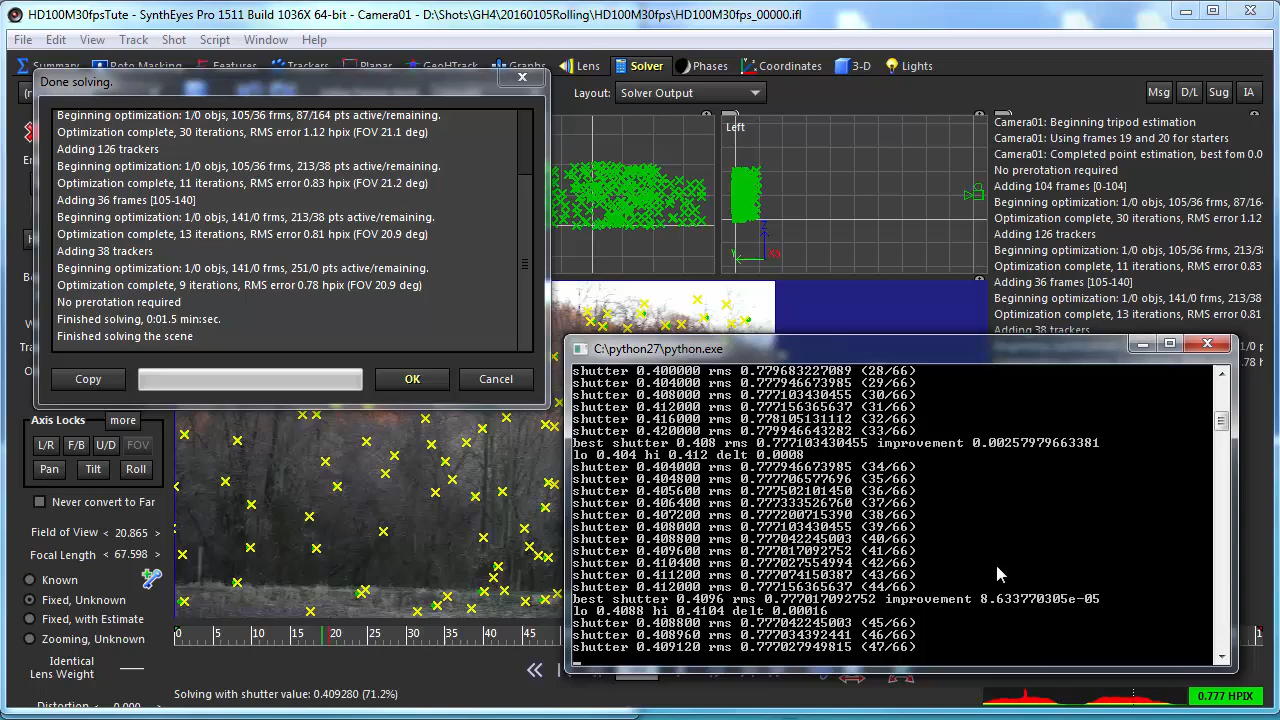 HD100M30fpsTute - SynthEyes Pro 1511 Build 1036X 64-bit - Camera01 - D:\Shots\GH4\20160105Rolling\HD100M30fps\HD100M30fps_00000.ifl
File Edit View Track Shot Script Window Help
Summary Roto Masking Features Trackers Planar GeoHTrack Graphs Lens Solver Phases Coordinates 3-D Lights
Done solving.
Layout: Solver Output
Msg D/L Sug IA
Beginning optimization: 1/0 objs, 105/36 frms, 87/164 pts active/remaining.
Optimization complete, 30 iterations, RMS error 1.12 hpix (FOV 21.1 deg)
Adding 126 trackers
Beginning optimization: 1/0 objs, 105/36 frms, 213/38 pts active/remaining.
Optimization complete, 11 iterations, RMS error 0.83 hpix (FOV 21.2 deg)
Adding 36 frames [105-140]
Beginning optimization: 1/0 objs, 141/0 frms, 213/38 pts active/remaining.
Optimization complete, 13 iterations, RMS error 0.81 hpix (FOV 20.9 deg)
Adding 38 trackers
Beginning optimization: 1/0 objs, 141/0 frms, 251/0 pts active/remaining.
Optimization complete, 9 iterations, RMS error 0.78 hpix (FOV 20.9 deg)
No prerotation required
Finished solving, 0:01.5 min:sec.
Finished solving the scene
Copy OK Cancel
Left
Camera01: Beginning tripod estimation
Camera01: Using frames 19 and 20 for starters
Camera01: Completed point estimation, best fom 0.0
No prerotation required
Adding 104 frames [0-104]
Beginning optimization: 1/0 objs, 105/36 frms, 87/16
Optimization complete, 30 iterations, RMS error 1.12
Adding 126 trackers
Beginning optimization: 1/0 objs, 105/36 frms, 213/3
Optimization complete, 11 iterations, RMS error 0.83
Adding 36 frames [105-140]
Beginning optimization: 1/0 objs, 141/0 frms, 213/38
Optimization complete, 13 iterations, RMS error 0.81
Adding 38 trackers
C:\python27\python.exe
shutter 0.400000 rms 0.779683227089 (28/66)
shutter 0.404000 rms 0.777946673985 (29/66)
shutter 0.408000 rms 0.777103430455 (30/66)
shutter 0.412000 rms 0.777156365637 (31/66)
shutter 0.416000 rms 0.778105131112 (32/66)
shutter 0.420000 rms 0.779956643282 (33/66)
best shutter 0.408 rms 0.777103430455 improvement 0.00257979663381
lo 0.404 hi 0.412 delt 0.0008
shutter 0.404000 rms 0.777946673985 (34/66)
shutter 0.404800 rms 0.777706577696 (35/66)
shutter 0.405600 rms 0.777502101450 (36/66)
shutter 0.406400 rms 0.777333526760 (37/66)
shutter 0.407200 rms 0.777200715390 (38/66)
shutter 0.408000 rms 0.777103430455 (39/66)
shutter 0.408800 rms 0.777042245003 (40/66)
shutter 0.409600 rms 0.777017092752 (41/66)
shutter 0.410400 rms 0.777027554994 (42/66)
shutter 0.411200 rms 0.777074150387 (43/66)
shutter 0.412000 rms 0.777156365637 (44/66)
best shutter 0.4096 rms 0.777017092752 improvement 8.633770305e-05
lo 0.4088 hi 0.4104 delt 0.00016
shutter 0.408800 rms 0.777042245003 (45/66)
shutter 0.408960 rms 0.777034392441 (46/66)
shutter 0.409120 rms 0.777027949815 (47/66)
Axis Locks more
L/R F/B U/D FOV
Pan Tilt Roll
Never convert to Far
Field of View < 20.865 >
Focal Length < 67.598 >
Known
Fixed, Unknown
Fixed, with Estimate
Zooming, Unknown
Identical
Lens Weight
Distortion < 0.000 >
0 5 10 15 20 25 30 35 40 45 50
Solving with shutter value: 0.409280 (71.2%)
0.777 HPIX